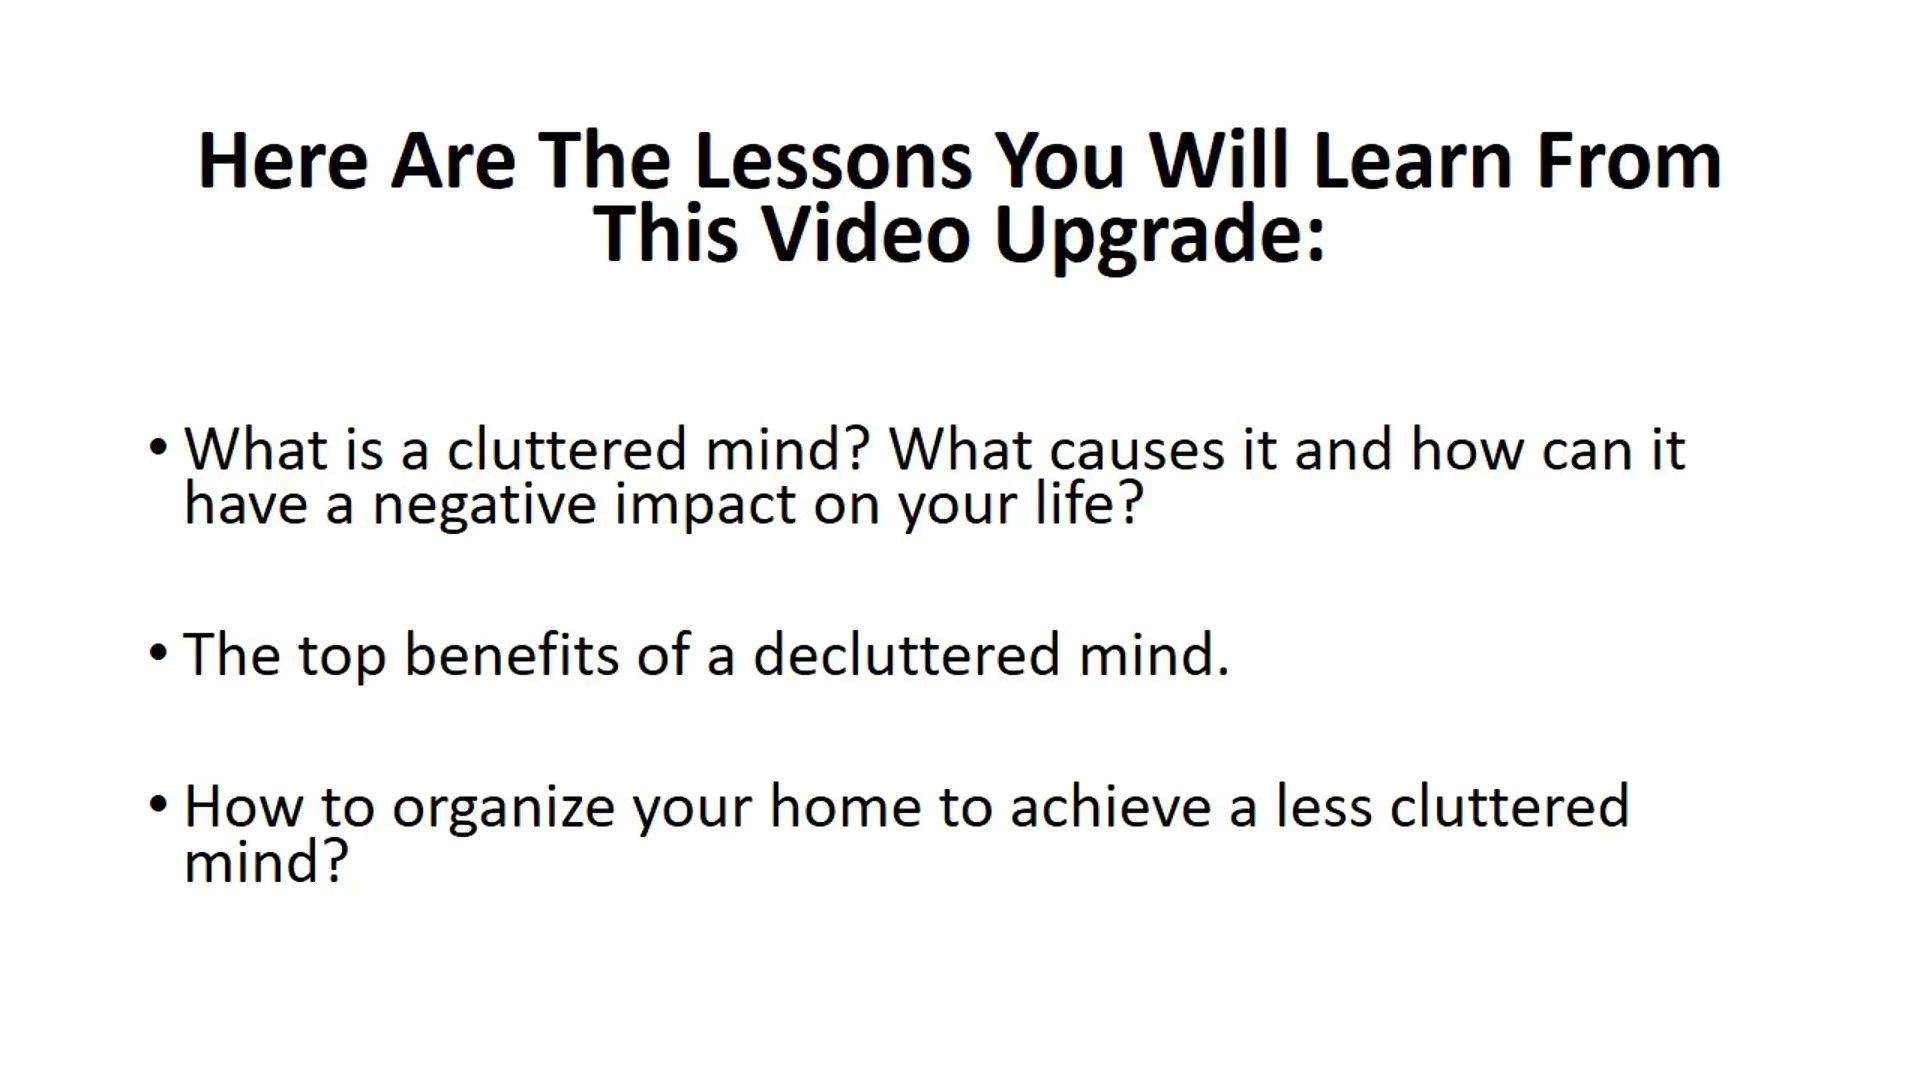 Here Are The Lessons You Will Learn From
This Video Upgrade:
• What is a cluttered mind? What causes it and how can it
have a negative impact on your life?
• The top benefits of a decluttered mind.
• How to organize your home to achieve a less cluttered
mind?